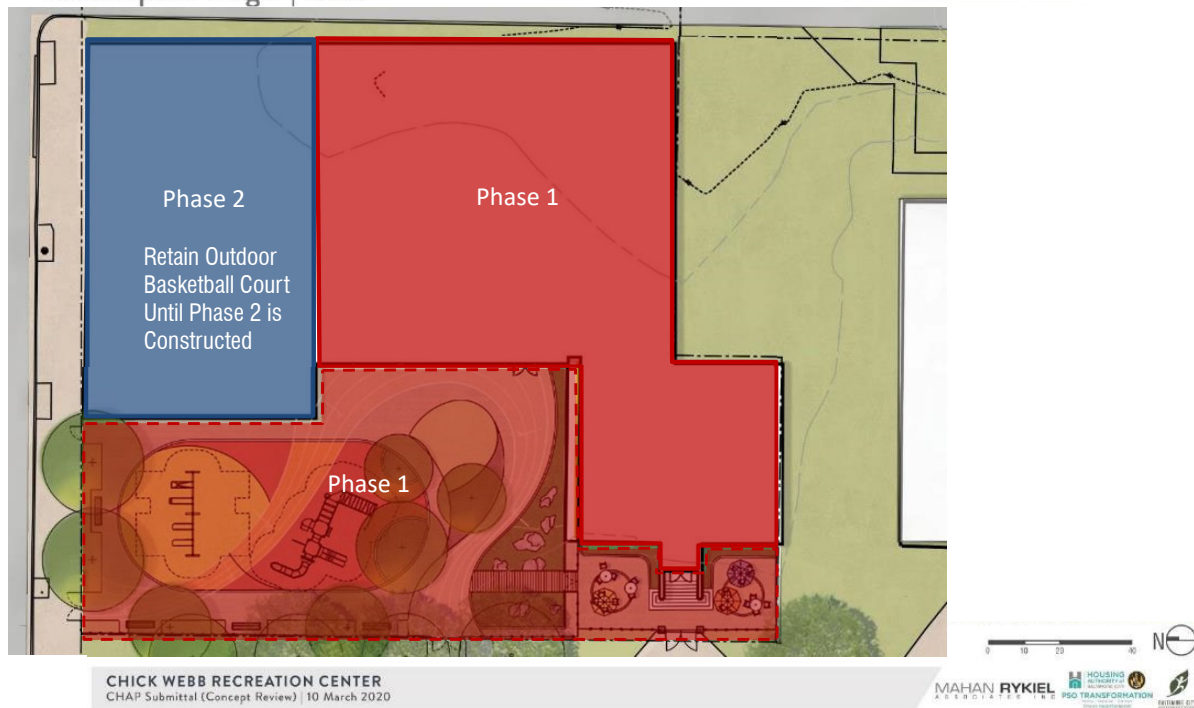 Phase 2
Phase 1
Retain Outdoor
Basketball Court
Until Phase 2 is
Constructed
Phase 1
0 10 20 40
N
CHICK WEBB RECREATION CENTER
CHAP Submittal (Concept Review) | 10 March 2020
MAHAN RYKIEL
ASSOCIATES INC
HOUSING
AUTHORITY of
BALTIMORE CITY
PSO TRANSFORMATION
BALTIMORE CITY